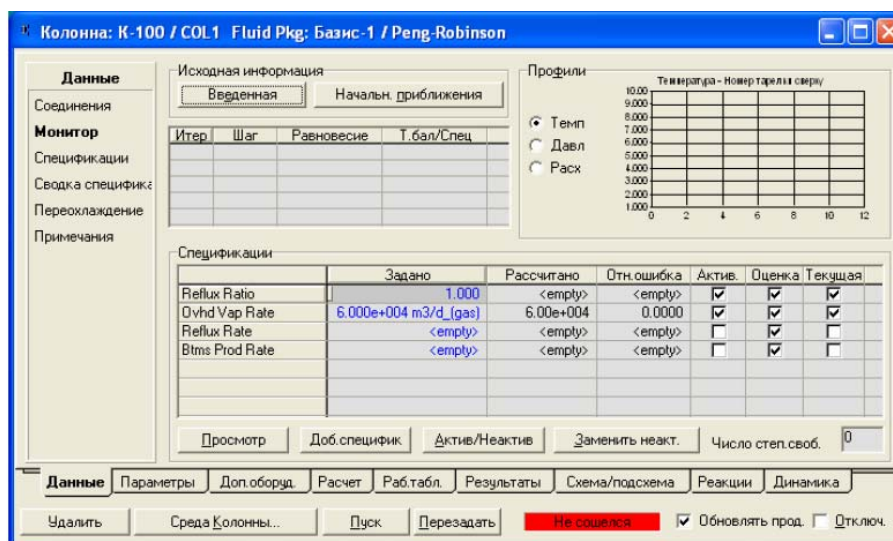 Колонна: К-100 / COL1 Fluid Pkg: Базис-1 / Peng-Robinson
Данные
Соединения
Монитор
Спецификации
Сводка специфика
Переохлаждение
Примечания
Исходная информация
Введенная
Начальн. приближения
Итер Шаг Равновесие Т.бал/Спец
Профили
Темп
Давл
Расх
Температура - Номер тарелки сверху
10.00
9.000
8.000
7.000
6.000
5.000
4.000
3.000
2.000
1.000
0 2 4 6 8 10 12
Спецификации
Задано Рассчитано Отн.ошибка Актив. Оценка Текущая
Reflux Ratio 1.000 <empty> <empty>
Ovhd Vap Rate 6.000e+004 m3/d_(gas) 6.00e+004 0.0000
Reflux Rate <empty> <empty> <empty>
Btms Prod Rate <empty> <empty> <empty>
Просмотр Доб.специфик Актив/Неактив Заменить неакт. Число степ.своб. 0
Данные Параметры Доп.оборуд. Расчет Раб.табл. Результаты Схема/подсхема Реакции Динамика
Удалить Среда Колонны... Пуск Перезадать Не сошелся Обновлять прод. Отключ.